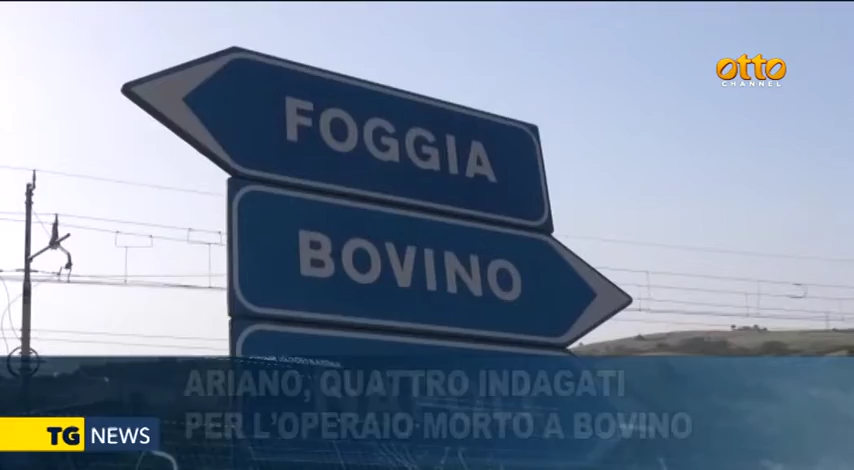 otto
CHANNEL
FOGGIA
BOVINO
ARIANO, QUATTRO INDAGATI
PER L'OPERAIO MORTO A BOVINO
TG NEWS